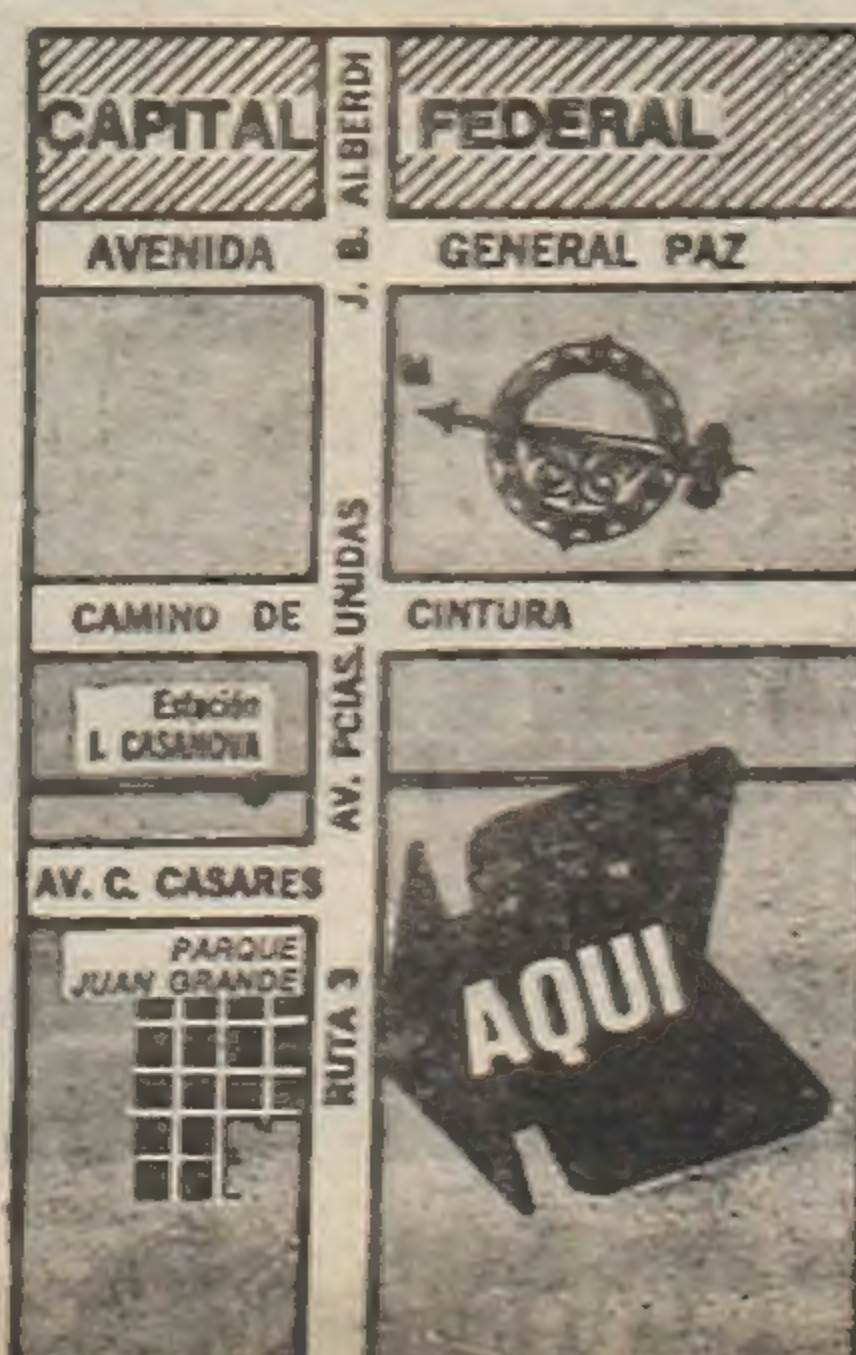 CAPITAL FEDERAL
J. B. ALBERDI
AVENIDA GENERAL PAZ
CAMINO DE CINTURA
AV. PCIAS. UNIDAS
Estación
I. CASANOVA
AV. C. CASARES
PARQUE
JUAN GRANDE
RUTA 3
AQUI